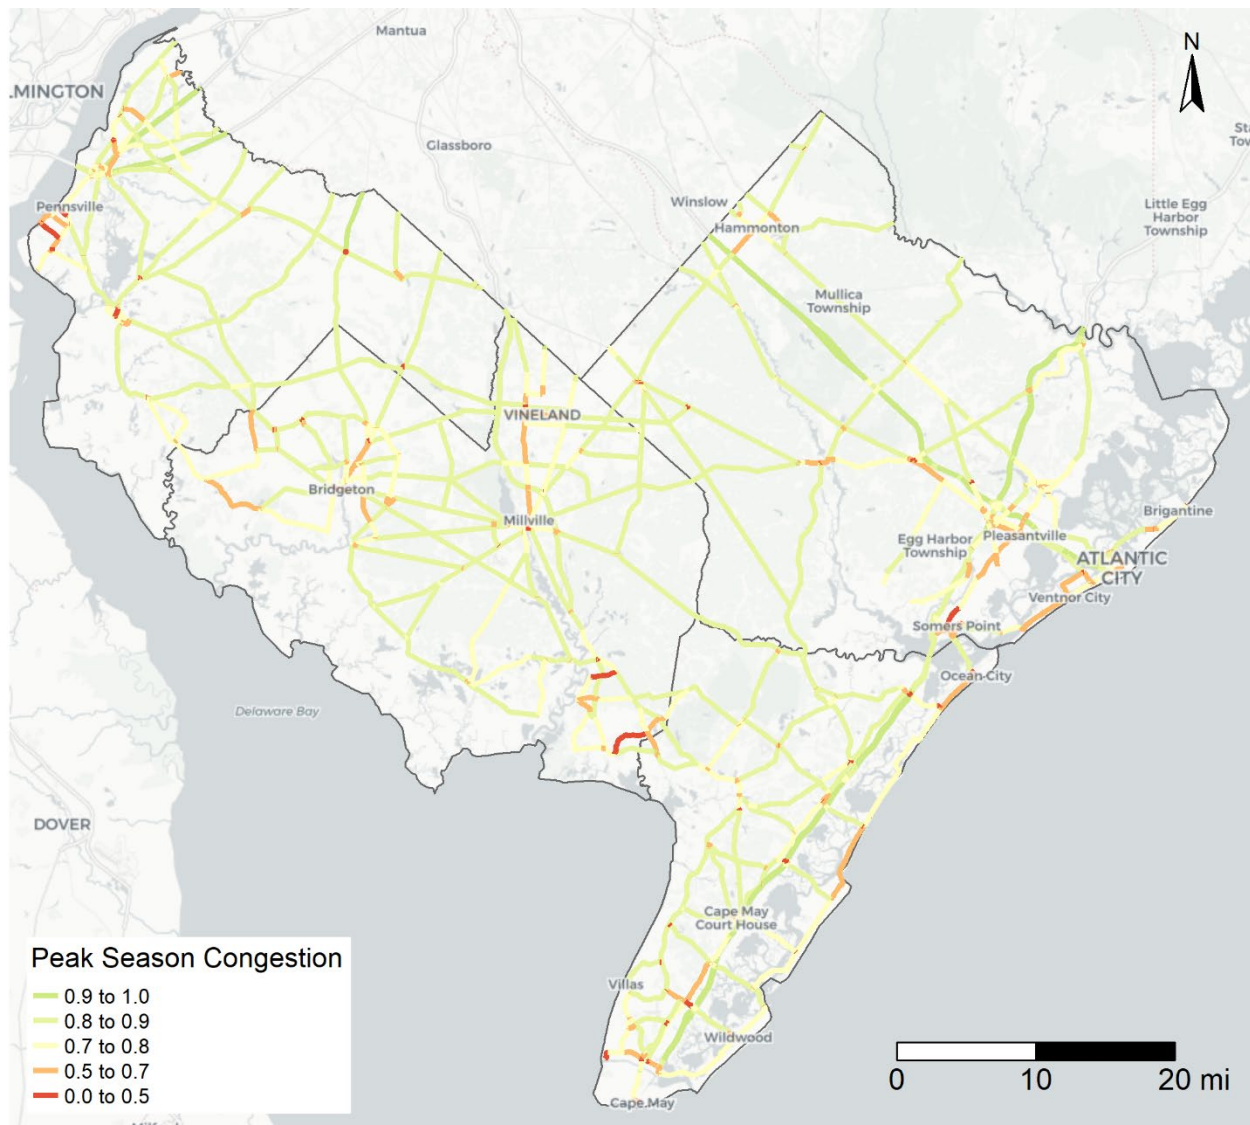 Mantua
N
LMINGTON
Glassboro
Pennsville
Winslow
Hammonton
Little Egg
Harbor
Township
Mullica
Township
VINELAND
Bridgeton
Millville
Brigantine
Egg Harbor
Township
Pleasantville
ATLANTIC
CITY
Ventnor City
Somers Point
Ocean City
Delaware Bay
DOVER
Cape May
Court House
Villas
Wildwood
Cape May
Peak Season Congestion
0.9 to 1.0
0.8 to 0.9
0.7 to 0.8
0.5 to 0.7
0.0 to 0.5
0 10 20 mi